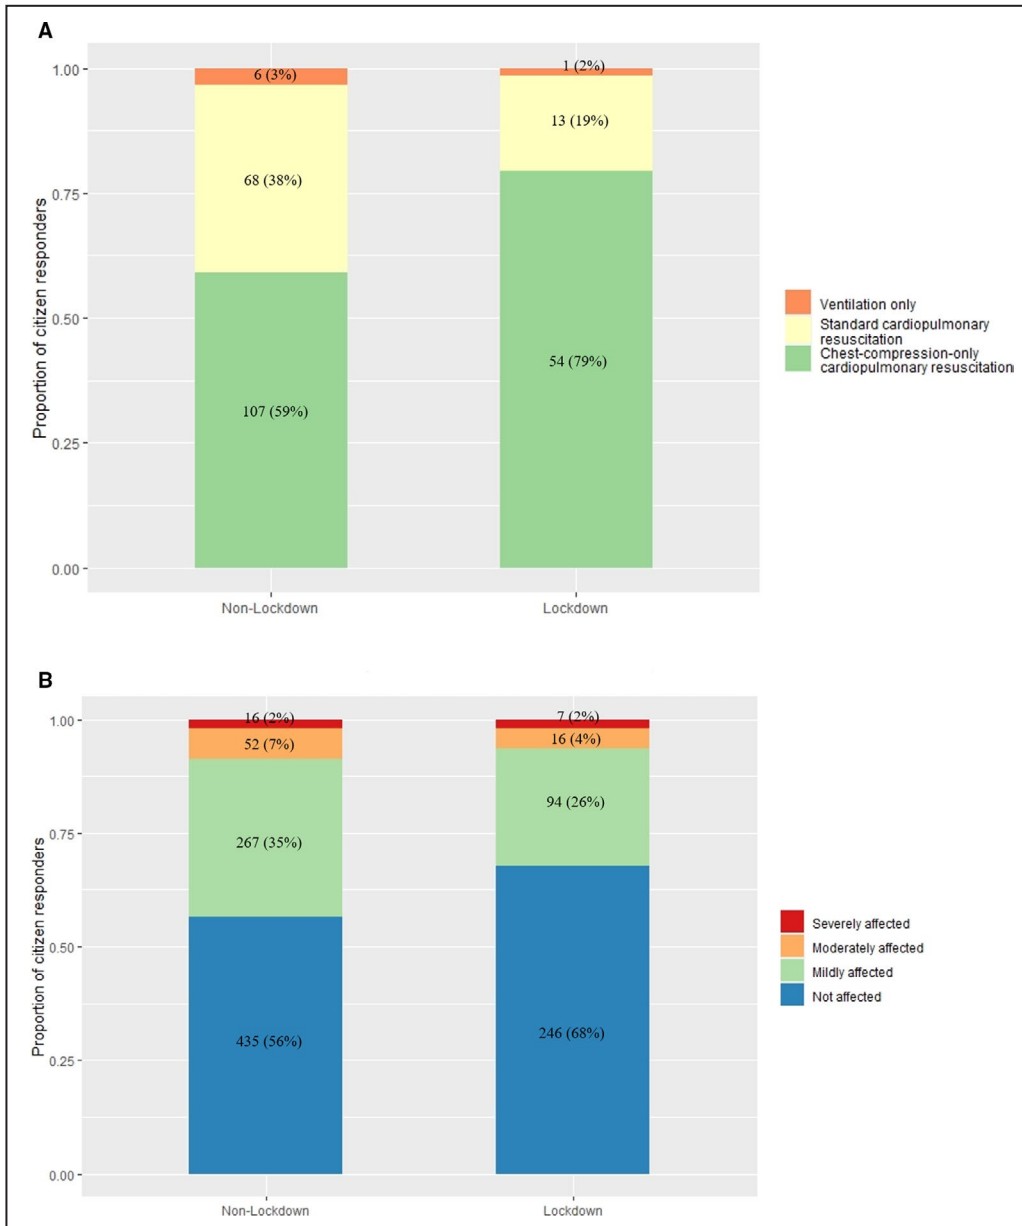 A
Proportion of citizen responders
1.00
0.75
0.50
0.25
0.00
6 (3%)
68 (38%)
107 (59%)
1 (2%)
13 (19%)
54 (79%)
Non-Lockdown
Lockdown
Ventilation only
Standard cardiopulmonary
resuscitation
Chest-compression-only
cardiopulmonary resuscitation
B
Proportion of citizen responders
1.00
0.75
0.50
0.25
0.00
16 (2%)
52 (7%)
267 (35%)
435 (56%)
7 (2%)
16 (4%)
94 (26%)
246 (68%)
Non-Lockdown
Lockdown
Severely affected
Moderately affected
Mildly affected
Not affected